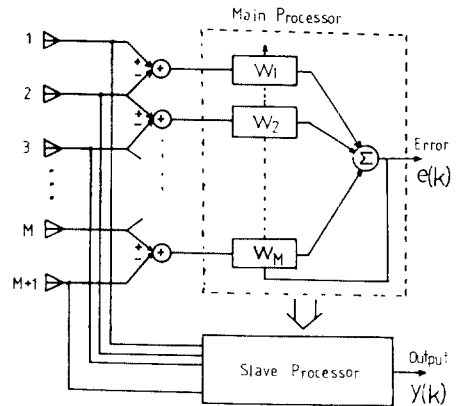 Main Processor
1
+
-
+
W1
2
+
-
+
W2
3
Σ
Error
e(k)
M
+
-
+
WM
M+1
Slave Processor
Output
y(k)